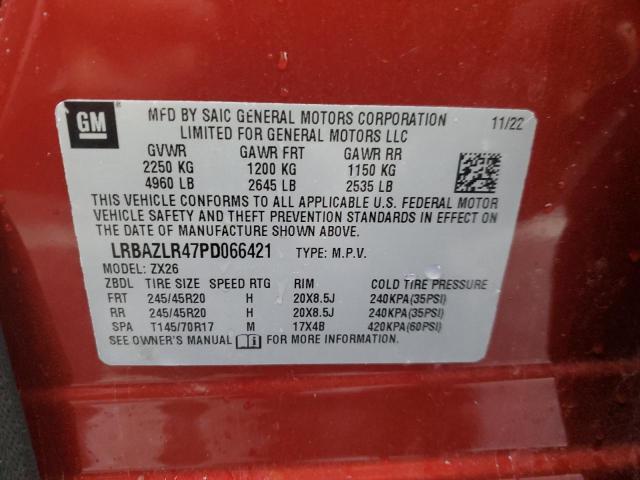 GM
MFD BY SAIC GENERAL MOTORS CORPORATION 11/22
LIMITED FOR GENERAL MOTORS LLC
GVWR GAWR FRT GAWR RR
2250 KG 1200 KG 1150 KG
4960 LB 2645 LB 2535 LB
THIS VEHICLE CONFORMS TO ALL APPLICABLE U.S. FEDERAL MOTOR
VEHICLE SAFETY AND THEFT PREVENTION STANDARDS IN EFFECT ON
THE DATE OF MANUFACTURE SHOWN ABOVE.
LRBAZLR47PD066421 TYPE: M.P.V.
MODEL: ZX26
ZBDL TIRE SIZE SPEED RTG RIM COLD TIRE PRESSURE
FRT 245/45R20 H 20X8.5J 240KPA(35PSI)
RR 245/45R20 H 20X8.5J 240KPA(35PSI)
SPA T145/70R17 M 17X4B 420KPA(60PSI)
SEE OWNER'S MANUAL FOR MORE INFORMATION.